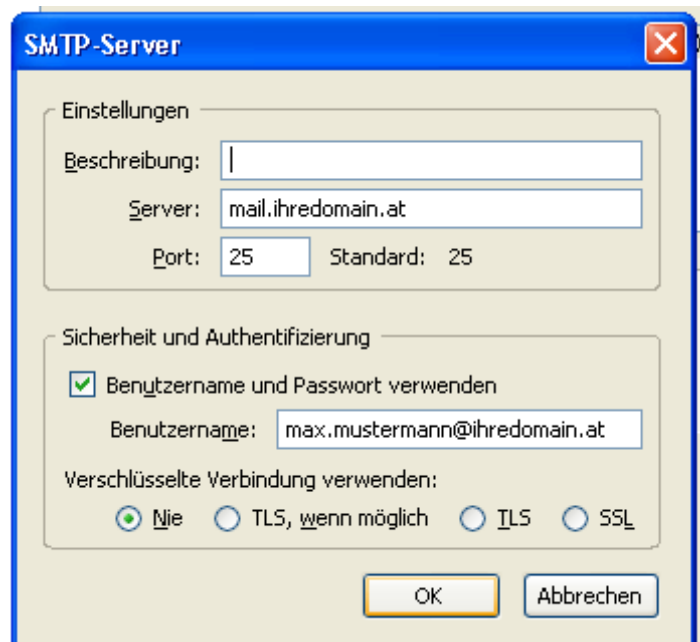 SMTP-Server
Einstellungen
Beschreibung:
Server: mail.ihredomain.at
Port: 25 Standard: 25
Sicherheit und Authentifizierung
Benutzername und Passwort verwenden
Benutzername: max.mustermann@ihredomain.at
Verschlüsselte Verbindung verwenden:
Nie TLS, wenn möglich TLS SSL
OK Abbrechen